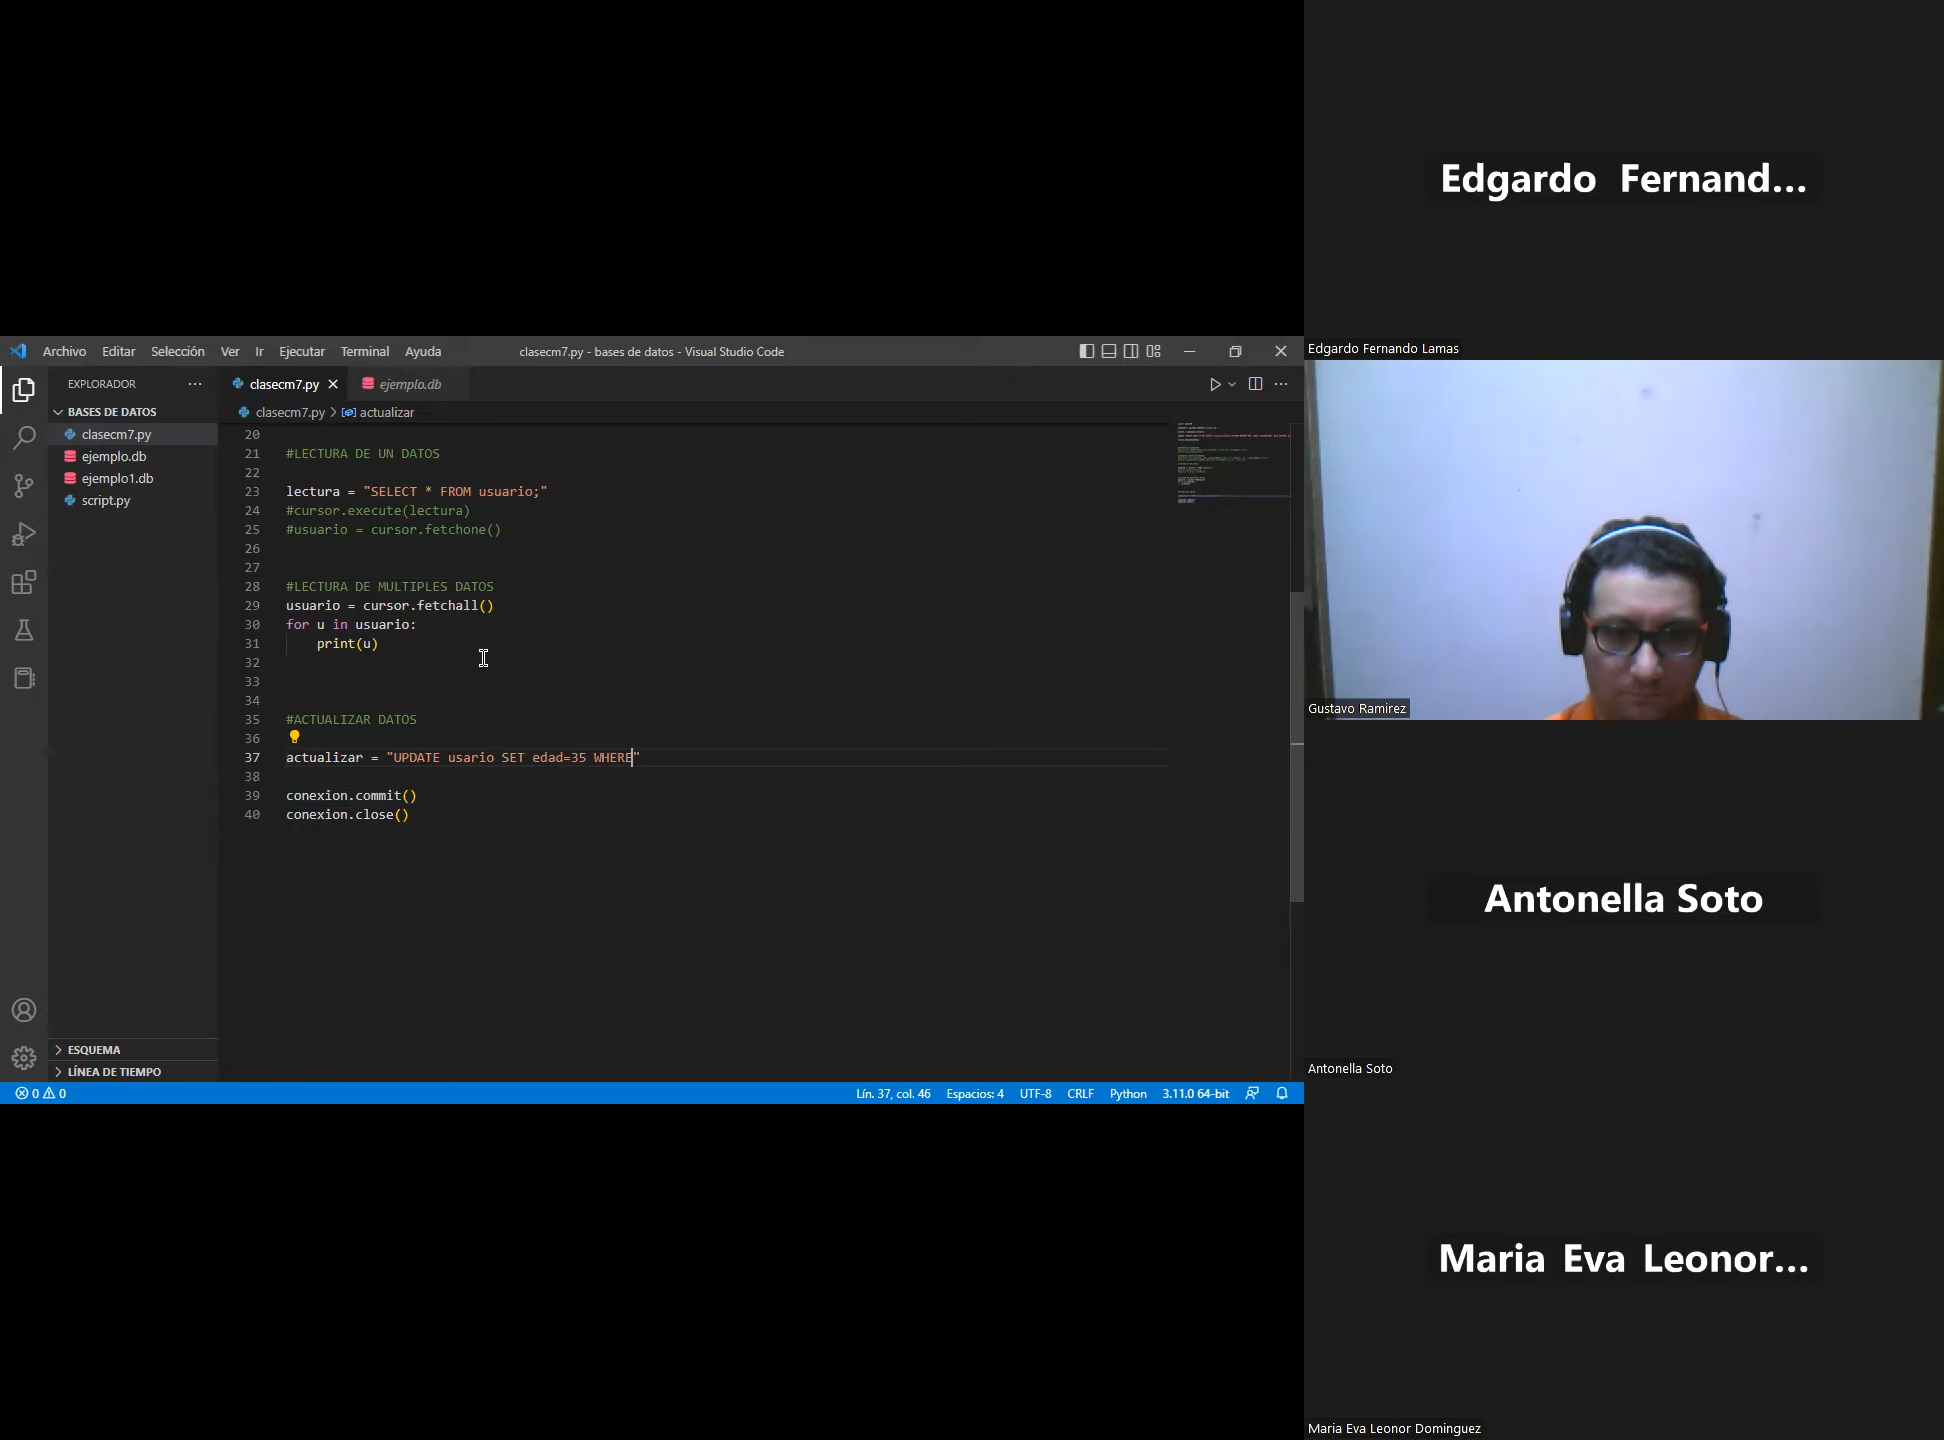 Archivo Editar Selección Ver Ir Ejecutar Terminal Ayuda
clasecm7.py - bases de datos - Visual Studio Code
EXPLORADOR
clasecm7.py
ejemplo.db
BASES DE DATOS
clasecm7.py
ejemplo.db
ejemplo1.db
script.py
clasecm7.py > actualizar
20
21 #LECTURA DE UN DATOS
22
23 lectura = "SELECT * FROM usuario;"
24 #cursor.execute(lectura)
25 #usuario = cursor.fetchone()
26
27
28 #LECTURA DE MULTIPLES DATOS
29 usuario = cursor.fetchall()
30 for u in usuario:
31 print(u)
32
33
34
35 #ACTUALIZAR DATOS
36
37 actualizar = "UPDATE usario SET edad=35 WHERE"
38
39 conexion.commit()
40 conexion.close()
ESQUEMA
LÍNEA DE TIEMPO
0 0
Lín. 37, col. 46 Espacios: 4 UTF-8 CRLF Python 3.11.0 64-bit
Edgardo Fernand...
Edgardo Fernando Lamas
Gustavo Ramirez
Antonella Soto
Antonella Soto
Maria Eva Leonor...
Maria Eva Leonor Dominguez